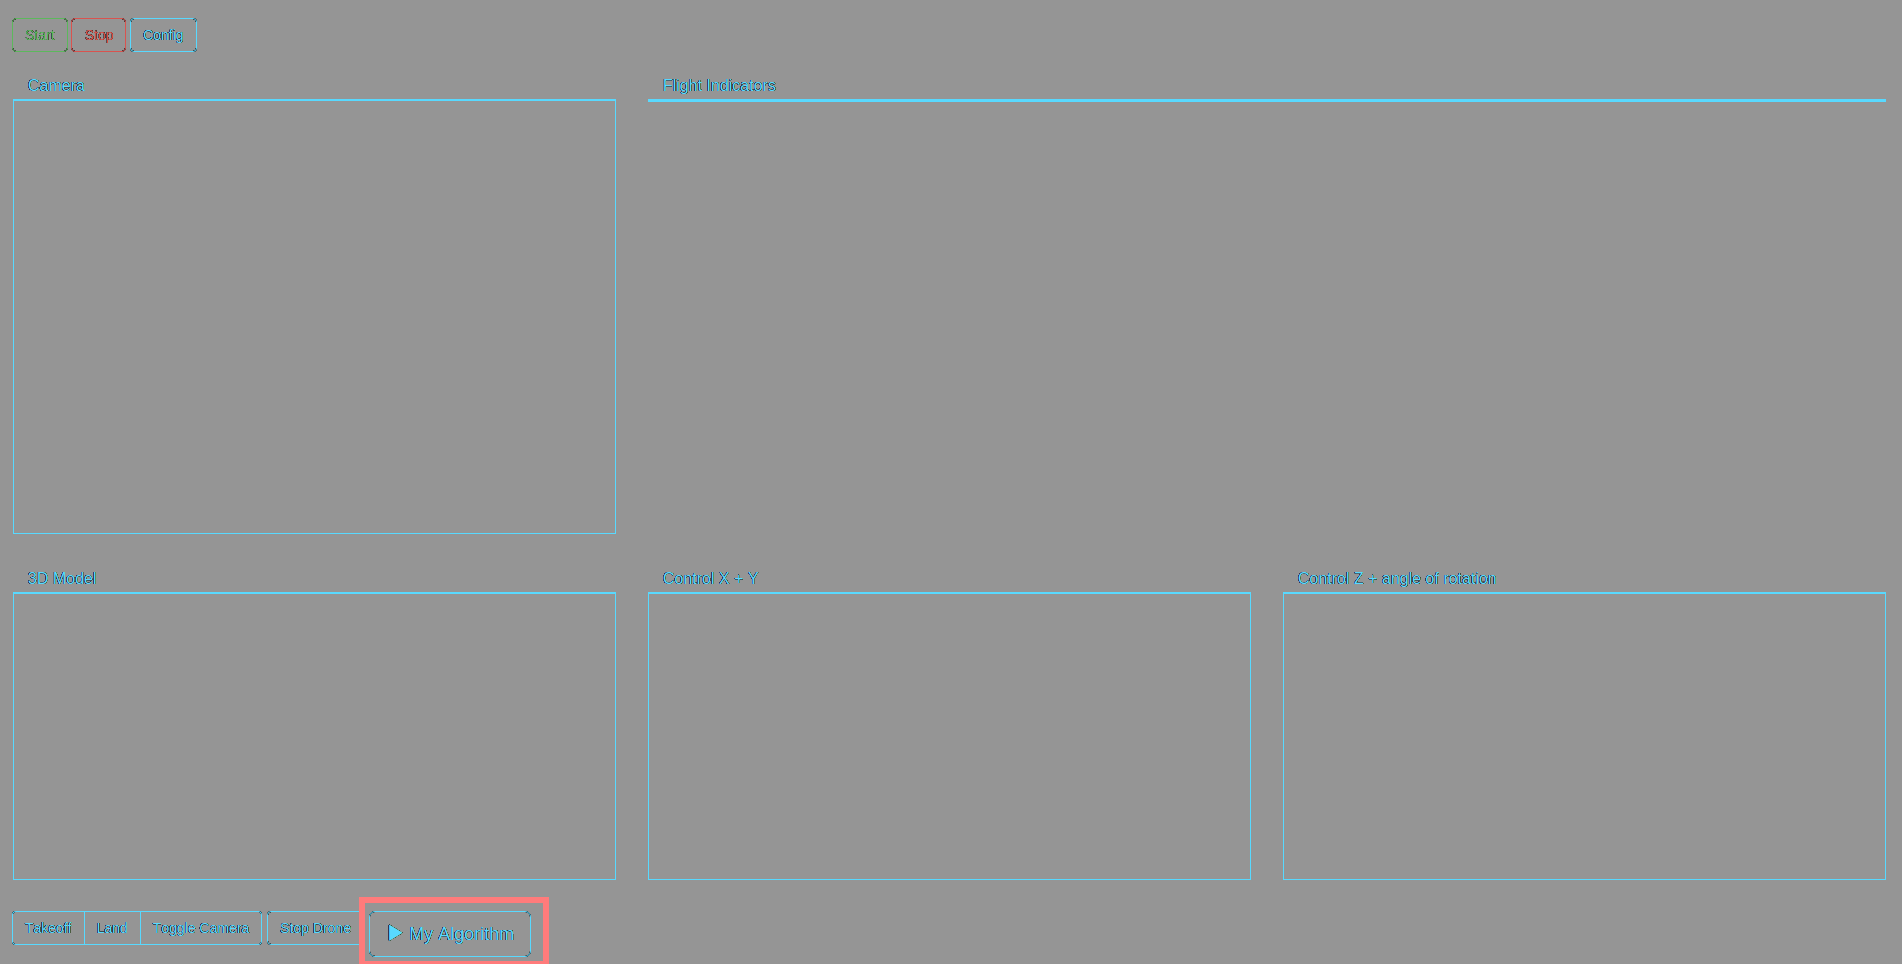 Start Stop Config
Camera
Flight Indicators
3D Model
Control X + Y
Control Z + angle of rotation
Takeoff Land Toggle Camera Stop Drone My Algorithm